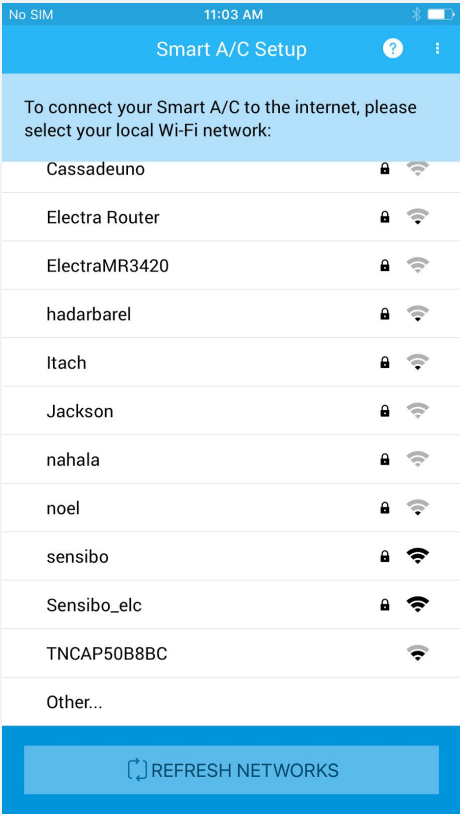 No SIM 11:03 AM
Smart A/C Setup ?
To connect your Smart A/C to the internet, please
select your local Wi-Fi network:
Cassadeuno
Electra Router
ElectraMR3420
hadarbarel
Itach
Jackson
nahala
noel
sensibo
Sensibo_elc
TNCAP50B8BC
Other...
REFRESH NETWORKS